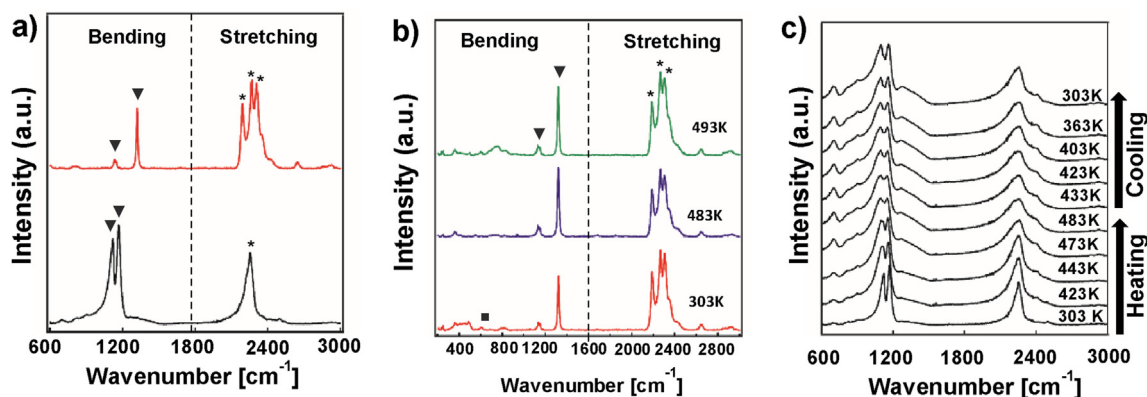 a)
Bending
Stretching
*
* *
▼
▼
▼ ▼
*
Intensity (a.u.)
600 1200 2400 3000
Wavenumber [cm⁻¹]
b)
Bending
Stretching
*
* *
▼
▼
493K
483K
303K
■
Intensity (a.u.)
400 800 1200 1600 2000 2400 2800
Wavenumber [cm⁻¹]
c)
303K
363K
403K
423K
433K
483K
473K
443K
423K
303 K
Cooling
Heating
Intensity (a.u.)
600 1200 1800 2400 3000
Wavenumber [cm⁻¹]